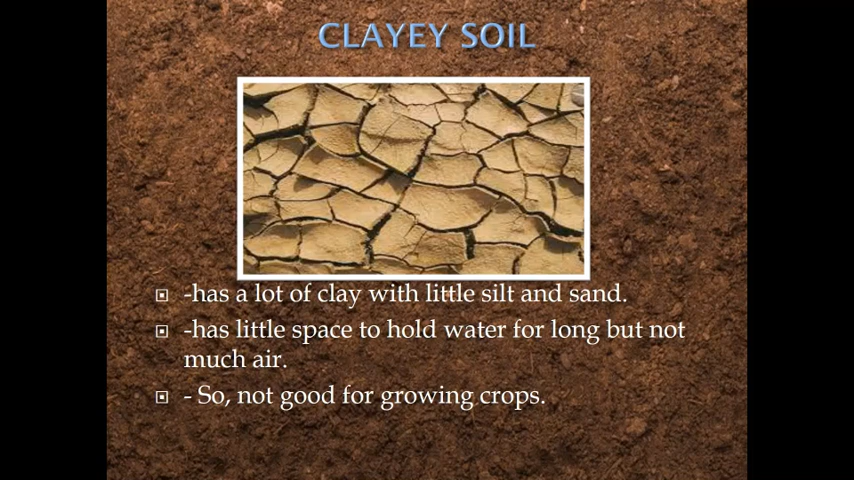 CLAYEY SOIL
-has a lot of clay with little silt and sand.
-has little space to hold water for long but not
much air.
- So, not good for growing crops.